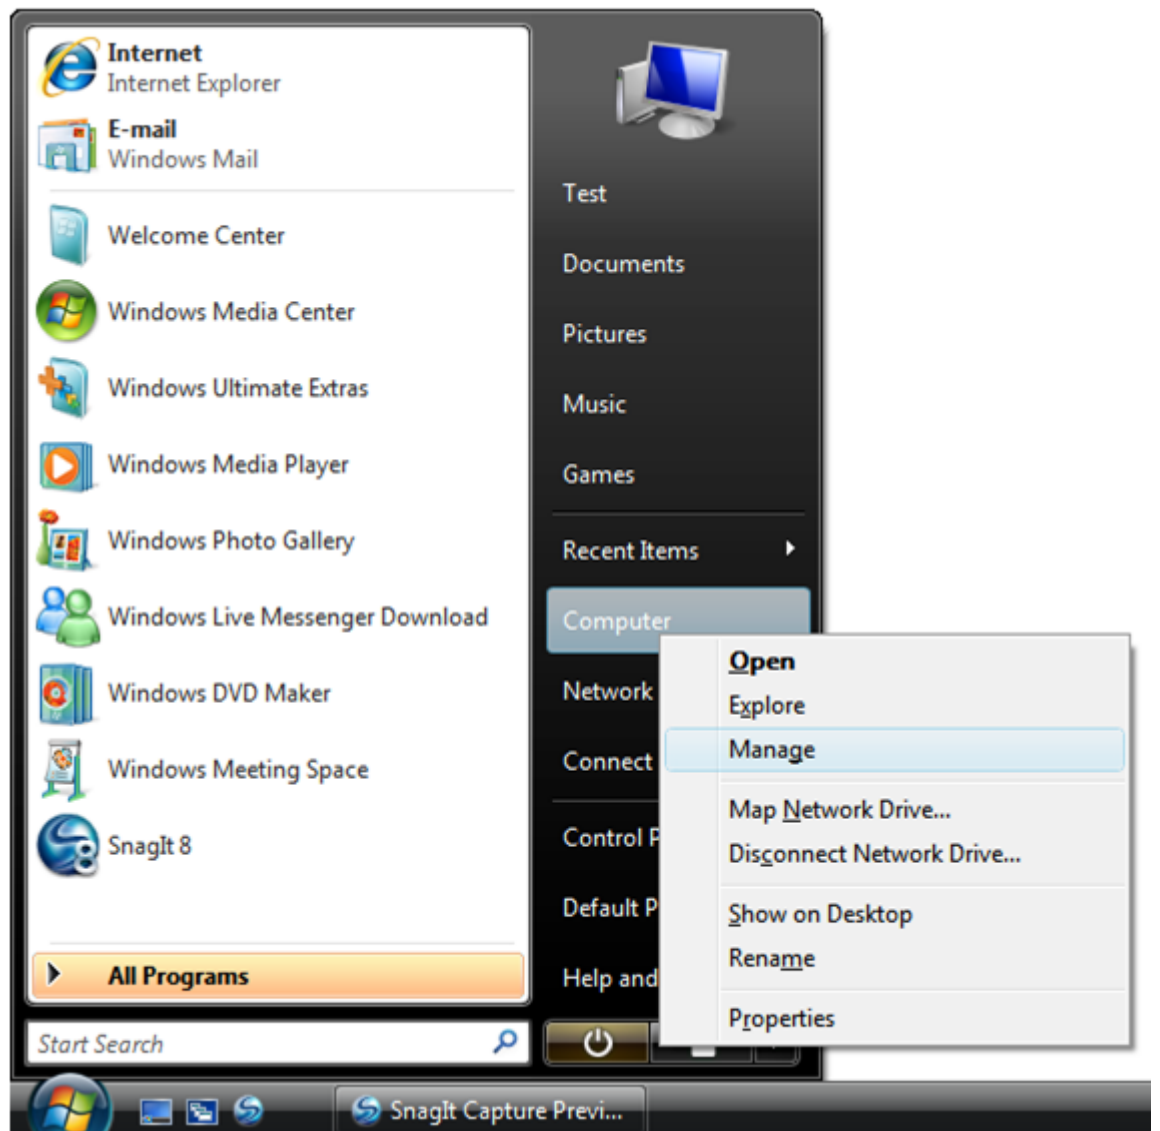 Internet
Internet Explorer
E-mail
Windows Mail
Welcome Center
Windows Media Center
Windows Ultimate Extras
Windows Media Player
Windows Photo Gallery
Windows Live Messenger Download
Windows DVD Maker
Windows Meeting Space
SnagIt 8
All Programs
Start Search
Test
Documents
Pictures
Music
Games
Recent Items
Computer
Network
Connect
Control P
Default P
Help and
Open
Explore
Manage
Map Network Drive...
Disconnect Network Drive...
Show on Desktop
Rename
Properties
SnagIt Capture Previ...